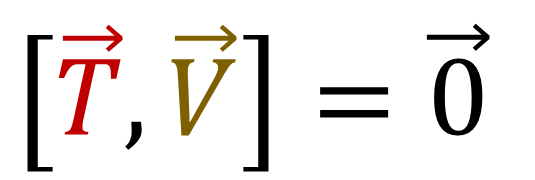 [T⃗, V⃗] = 0⃗